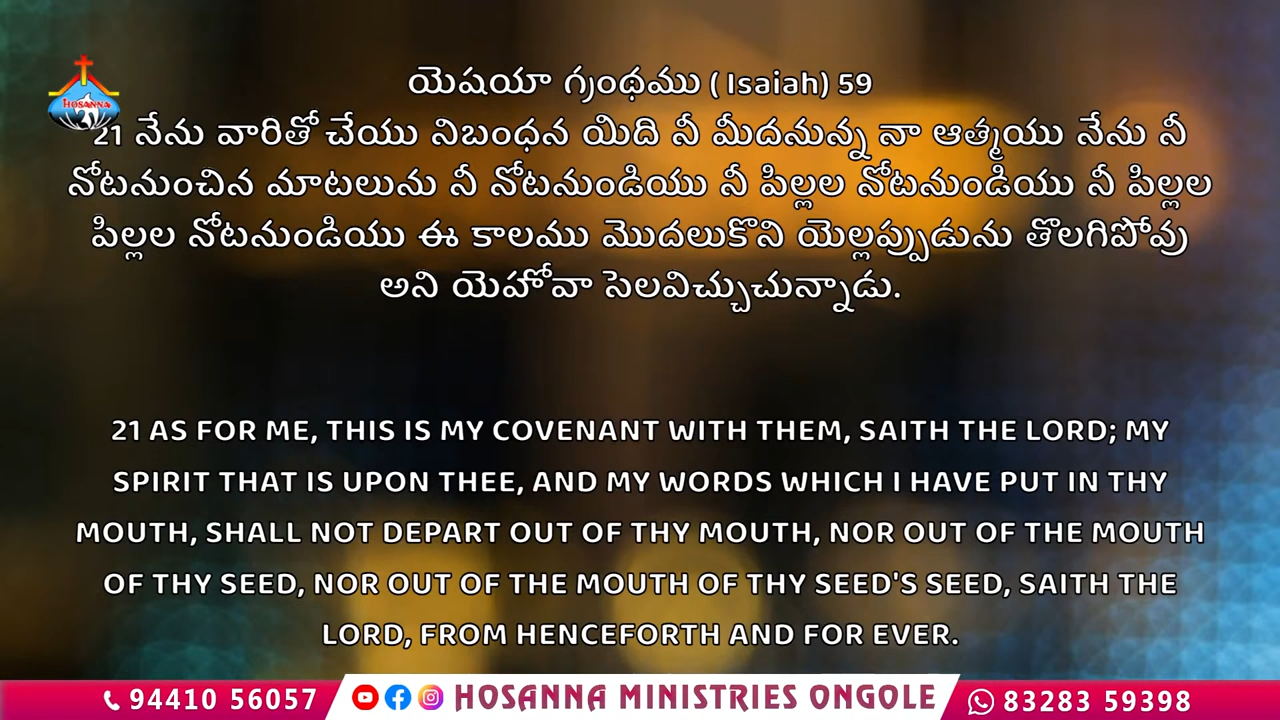 యెషయా గ్రంథము ( Isaiah) 59
HOSANNA
21 నేను వారితో చేయు నిబంధన యిది నీ మీదనున్న నా ఆత్మయు నేను నీ
నోటనుంచిన మాటలును నీ నోటనుండియు నీ పిల్లల నోటనుండియు నీ పిల్లల
పిల్లల నోటనుండియు ఈ కాలము మొదలుకొని యెల్లప్పుడును తొలగిపోవు
అని యెహోవా సెలవిచ్చుచున్నాడు.
21 AS FOR ME, THIS IS MY COVENANT WITH THEM, SAITH THE LORD; MY
SPIRIT THAT IS UPON THEE, AND MY WORDS WHICH I HAVE PUT IN THY
MOUTH, SHALL NOT DEPART OUT OF THY MOUTH, NOR OUT OF THE MOUTH
OF THY SEED, NOR OUT OF THE MOUTH OF THY SEED'S SEED, SAITH THE
LORD, FROM HENCEFORTH AND FOR EVER.
94410 56057 HOSANNA MINISTRIES ONGOLE 83283 59398